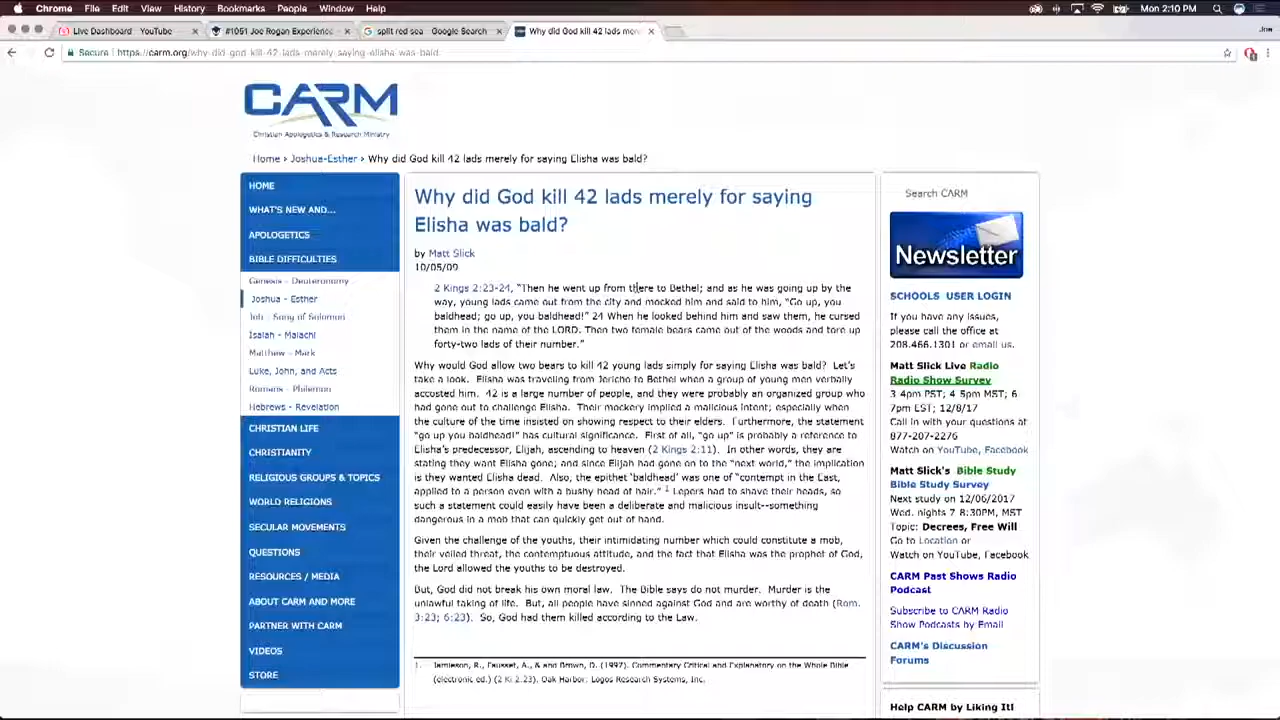 Chrome File Edit View History Bookmarks People Window Help Mon 2:10 PM
Live Dashboard - YouTube #1051 Joe Rogan Experience split red sea - Google Search Why did God kill 42 lads mere Joe
Secure https://carm.org/why-did-god-kill-42-lads-merely-saying-elisha-was-bald
CARM
Christian Apologetics & Research Ministry
Home › Joshua-Esther › Why did God kill 42 lads merely for saying Elisha was bald?
HOME
WHAT'S NEW AND...
APOLOGETICS
BIBLE DIFFICULTIES
Genesis - Deuteronomy
Joshua - Esther
Job - Song of Solomon
Isaiah - Malachi
Matthew - Mark
Luke, John, and Acts
Romans - Philemon
Hebrews - Revelation
CHRISTIAN LIFE
CHRISTIANITY
RELIGIOUS GROUPS & TOPICS
WORLD RELIGIONS
SECULAR MOVEMENTS
QUESTIONS
RESOURCES / MEDIA
ABOUT CARM AND MORE
PARTNER WITH CARM
VIDEOS
STORE
Why did God kill 42 lads merely for saying
Elisha was bald?
by Matt Slick
10/05/09
2 Kings 2:23-24, "Then he went up from there to Bethel; and as he was going up by the
way, young lads came out from the city and mocked him and said to him, "Go up, you
baldhead; go up, you baldhead!" 24 When he looked behind him and saw them, he cursed
them in the name of the LORD. Then two female bears came out of the woods and tore up
forty-two lads of their number."
Why would God allow two bears to kill 42 young lads simply for saying Elisha was bald? Let's
take a look. Elisha was traveling from Jericho to Bethel when a group of young men verbally
accosted him. 42 is a large number of people, and they were probably an organized group who
had gone out to challenge Elisha. Their mockery implied a malicious intent; especially when
the culture of the time insisted on showing respect to their elders. Furthermore, the statement
"go up you baldhead!" has cultural significance. First of all, "go up" is probably a reference to
Elisha's predecessor, Elijah, ascending to heaven (2 Kings 2:11). In other words, they are
stating they want Elisha gone; and since Elijah had gone on to the "next world," the implication
is they wanted Elisha dead. Also, the epithet 'baldhead' was one of "contempt in the East,
applied to a person even with a bushy head of hair." 1 Lepers had to shave their heads, so
such a statement could easily have been a deliberate and malicious insult--something
dangerous in a mob that can quickly get out of hand.
Given the challenge of the youths, their intimidating number which could constitute a mob,
their veiled threat, the contemptuous attitude, and the fact that Elisha was the prophet of God,
the Lord allowed the youths to be destroyed.
But, God did not break his own moral law. The Bible says do not murder. Murder is the
unlawful taking of life. But, all people have sinned against God and are worthy of death (Rom.
3:23; 6:23). So, God had them killed according to the Law.
1. Jamieson, R., Fausset, A., & and Brown, D. (1997). Commentary Critical and Explanatory on the Whole Bible
(electronic ed.) (2 Ki 2.23). Oak Harbor: Logos Research Systems, Inc.
Search CARM
Newsletter
SCHOOLS USER LOGIN
If you have any issues,
please call the office at
208.466.1301 or email us.
Matt Slick Live Radio
Radio Show Survey
3-4pm PST; 4-5pm MST; 6-
7pm EST; 12/8/17
Call in with your questions at
877-207-2276
Watch on YouTube, Facebook
Matt Slick's Bible Study
Bible Study Survey
Next study on 12/06/2017
Wed. nights 7-8:30PM, MST
Topic: Decrees, Free Will
Go to Location or
Watch on YouTube, Facebook
CARM Past Shows Radio
Podcast
Subscribe to CARM Radio
Show Podcasts by Email
CARM's Discussion
Forums
Help CARM by Liking It!